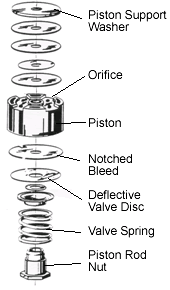 Piston Support
Washer
Orifice
Piston
Notched
Bleed
Deflective
Valve Disc
Valve Spring
Piston Rod
Nut